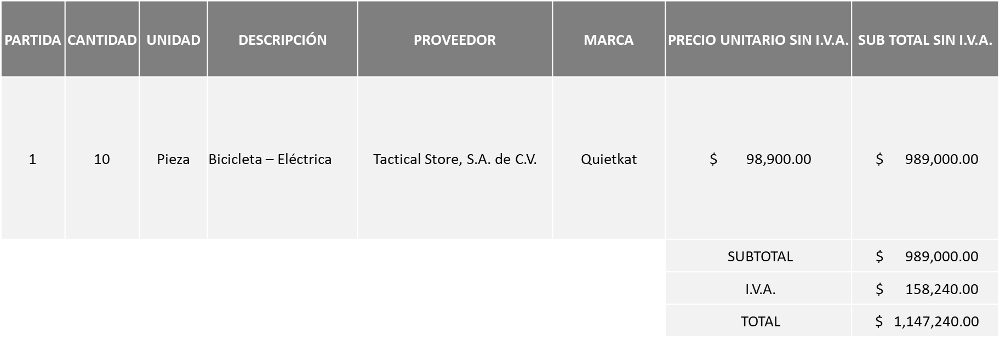 PARTIDA CANTIDAD UNIDAD DESCRIPCIÓN PROVEEDOR MARCA PRECIO UNITARIO SIN I.V.A. SUB TOTAL SIN I.V.A.
1 10 Pieza Bicicleta – Eléctrica Tactical Store, S.A. de C.V. Quietkat $ 98,900.00 $ 989,000.00
SUBTOTAL $ 989,000.00
I.V.A. $ 158,240.00
TOTAL $ 1,147,240.00